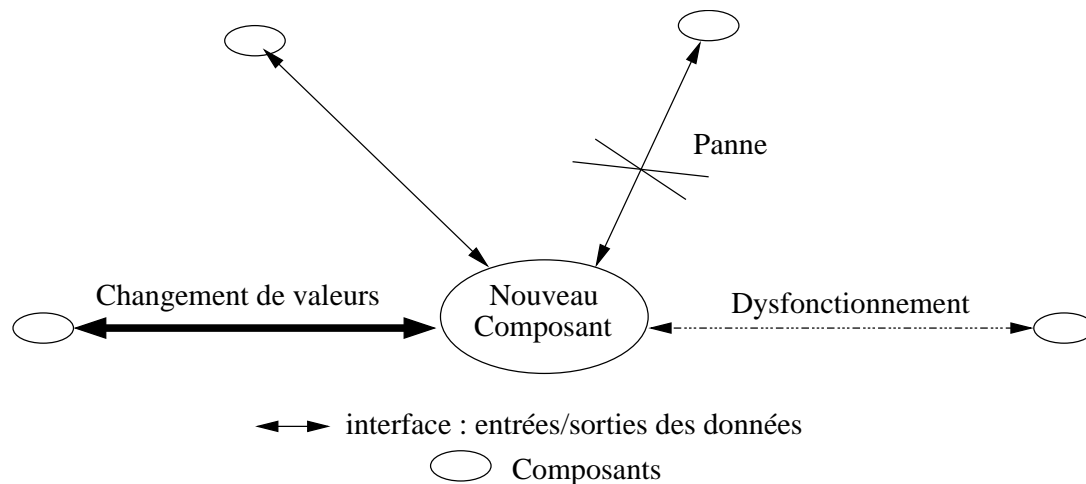 Panne
Changement de valeurs
Nouveau
Composant
Dysfonctionnement
interface : entrées/sorties des données
Composants